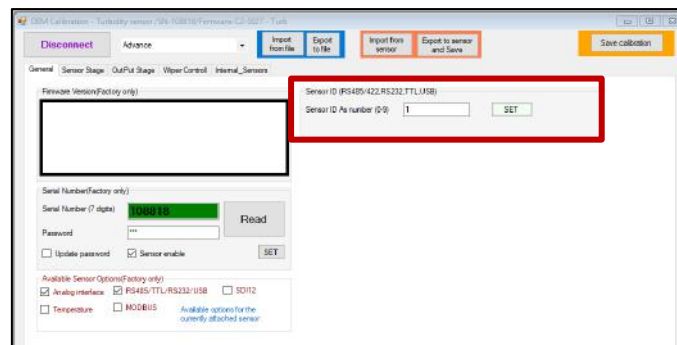 OEM Calibration - Turbidity sensor /SN-108818/Firmware-C2-3021 - Turb
Disconnect
Advance
Import from file
Export to file
Import from sensor
Export to sensor and Save
Save calibration
General Sensor Stage OutPut Stage Wiper Controll Internal_Sensors
Firmware Version(Factory only)
Sensor ID (RS485/422,RS232,TTL,USB)
Sensor ID As number (0-9) 1 SET
Serial Number(Factory only)
Serial Number (7 digits) 108818
Read
Password ***
Update password Sensor enable SET
Available Sensor Options(Factory only)
Analog interface RS485/TTL/RS232/USB SDI12
Temperature MODBUS Available options for the
currently attached sensor